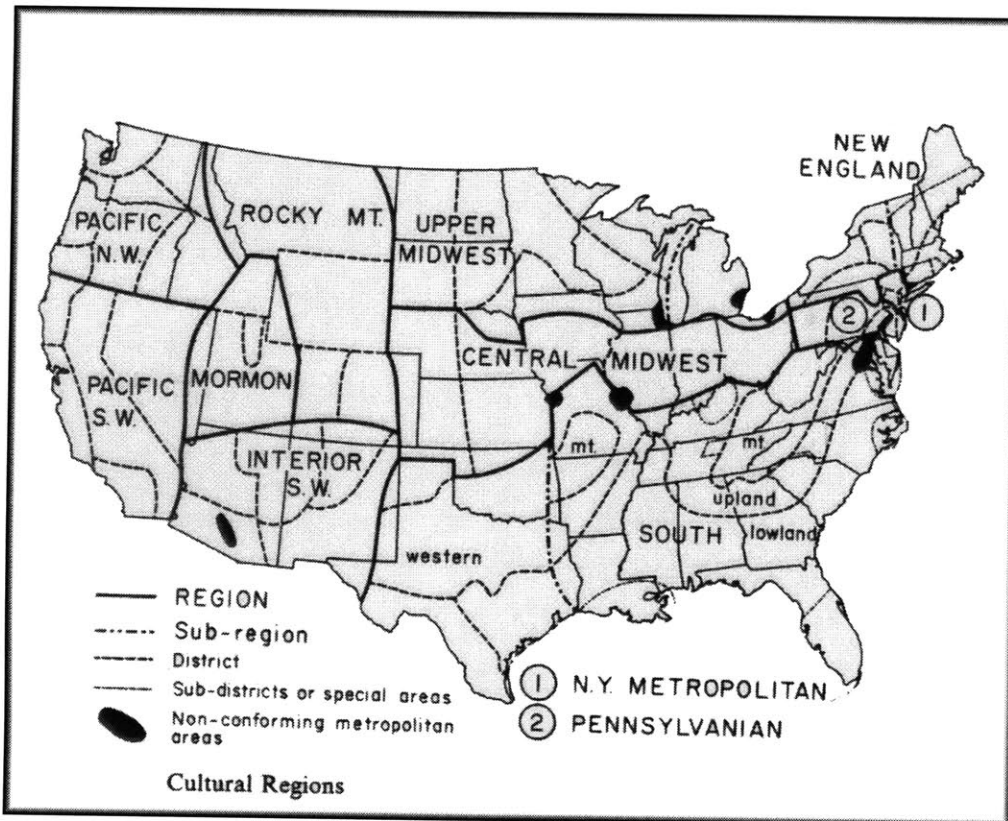 NEW
ENGLAND
PACIFIC
N.W.
ROCKY MT.
UPPER
MIDWEST
2
1
CENTRAL
MIDWEST
PACIFIC
S.W.
MORMON
INTERIOR
S.W.
mt.
mt.
upland
SOUTH
lowland
western
REGION
Sub-region
District
Sub-districts or special areas
Non-conforming metropolitan
areas
1 N.Y. METROPOLITAN
2 PENNSYLVANIAN
Cultural Regions